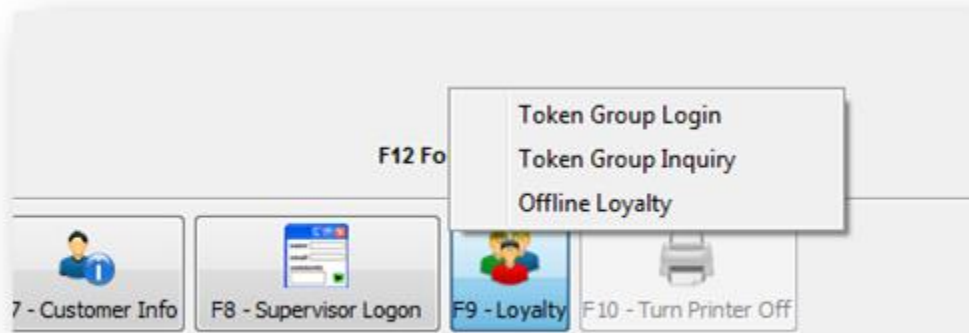 Token Group Login
Token Group Inquiry
F12 Fo
Offline Loyalty
7 - Customer Info
F8 - Supervisor Logon
F9 - Loyalty
F10 - Turn Printer Off